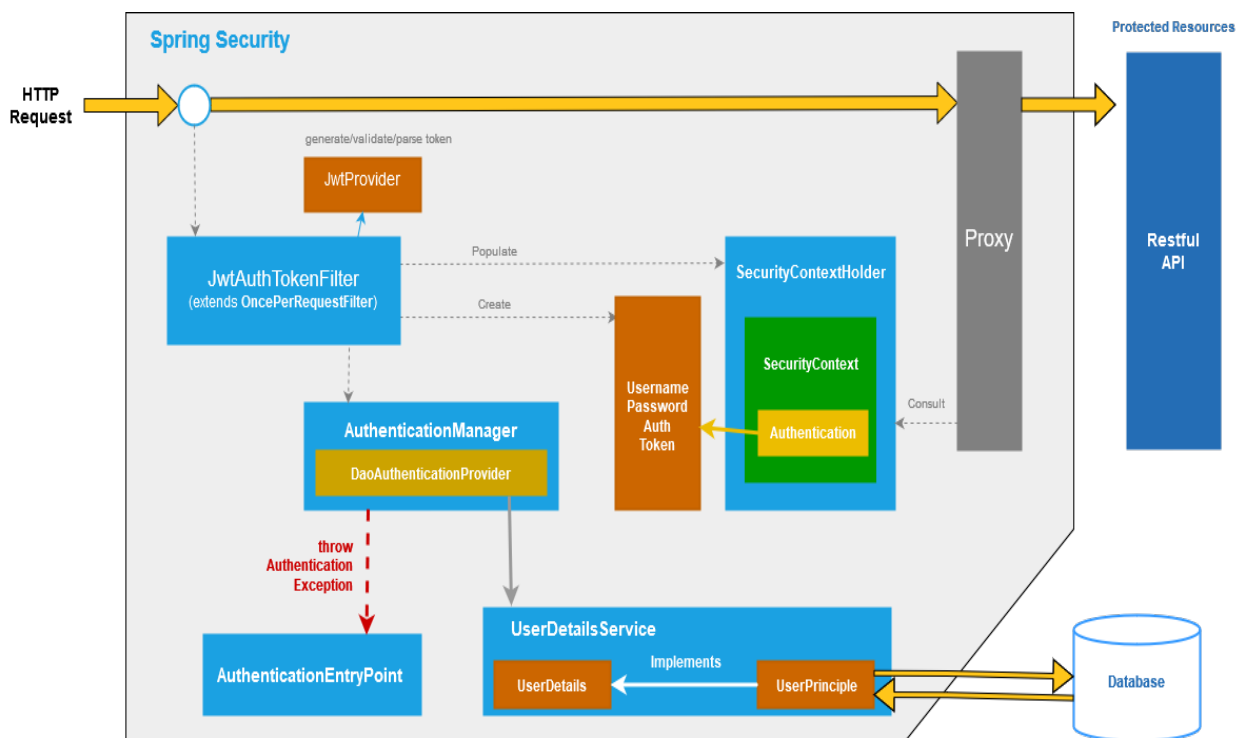 Spring Security
Protected Resources
HTTP
Request
generate/validate/parse token
JwtProvider
JwtAuthTokenFilter
(extends OncePerRequestFilter)
Populate
Create
SecurityContextHolder
SecurityContext
Authentication
Username
Password
Auth
Token
Consult
Proxy
Restful
API
AuthenticationManager
DaoAuthenticationProvider
throw
Authentication
Exception
AuthenticationEntryPoint
UserDetailsService
UserDetails
Implements
UserPrinciple
Database